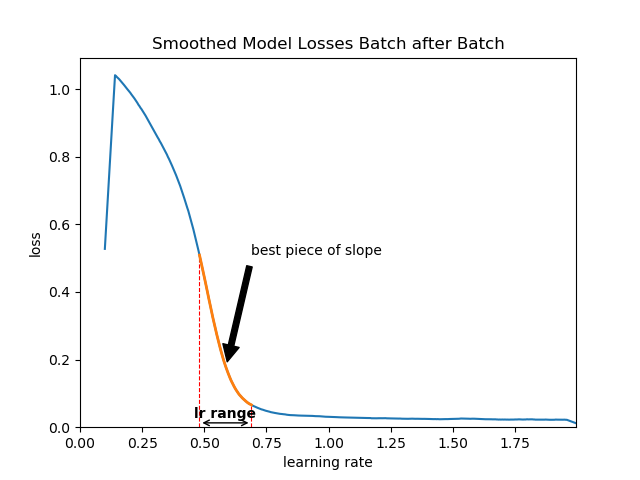 Smoothed Model Losses Batch after Batch
1.0
0.8
0.6
0.4
0.2
0.0
loss
best piece of slope
lr range
0.00 0.25 0.50 0.75 1.00 1.25 1.50 1.75
learning rate